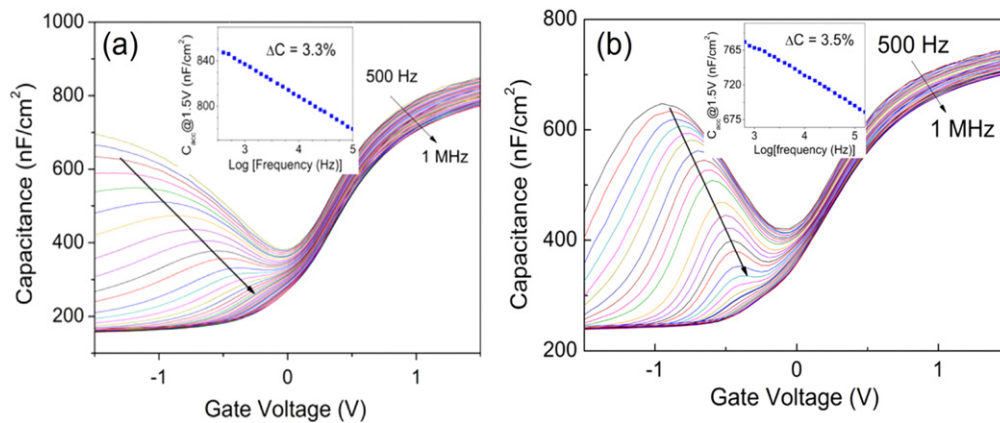 (a)
1000
800
600
400
200
Capacitance (nF/cm²)
-1
0
1
Gate Voltage (V)
500 Hz
1 MHz
C_acc@1.5V (nF/cm²)
840
800
3
4
5
Log [Frequency (Hz)]
ΔC = 3.3%
(b)
800
600
400
200
Capacitance (nF/cm²)
-1
0
1
Gate Voltage (V)
500 Hz
1 MHz
C_acc@1.5V (nF/cm²)
765
720
675
3
4
5
Log[frequency (Hz)]
ΔC = 3.5%